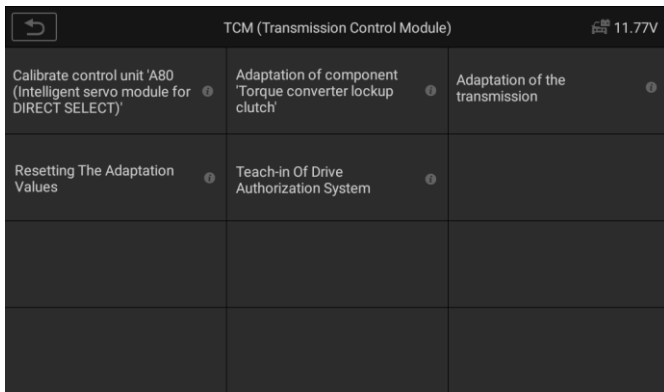 TCM (Transmission Control Module)
11.77V
Calibrate control unit 'A80
(Intelligent servo module for
DIRECT SELECT)'
Adaptation of component
'Torque converter lockup
clutch'
Adaptation of the
transmission
Resetting The Adaptation
Values
Teach-in Of Drive
Authorization System